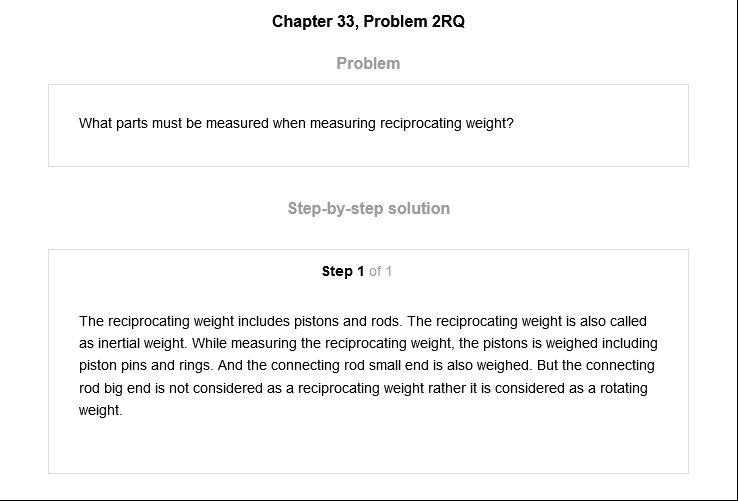 Chapter 33, Problem 2RQ
Problem
What parts must be measured when measuring reciprocating weight?
Step-by-step solution
Step 1 of 1
The reciprocating weight includes pistons and rods. The reciprocating weight is also called
as inertial weight. While measuring the reciprocating weight, the pistons is weighed including
piston pins and rings. And the connecting rod small end is also weighed. But the connecting
rod big end is not considered as a reciprocating weight rather it is considered as a rotating
weight.